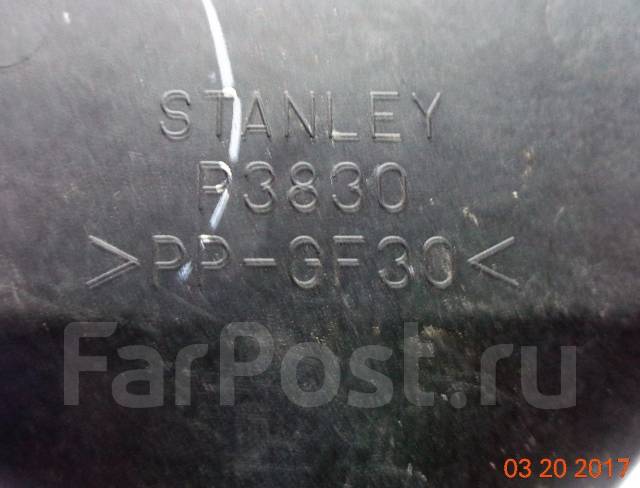 STANLEY
P3830
>PP-GF30<
FarPost.ru
03 20 2017